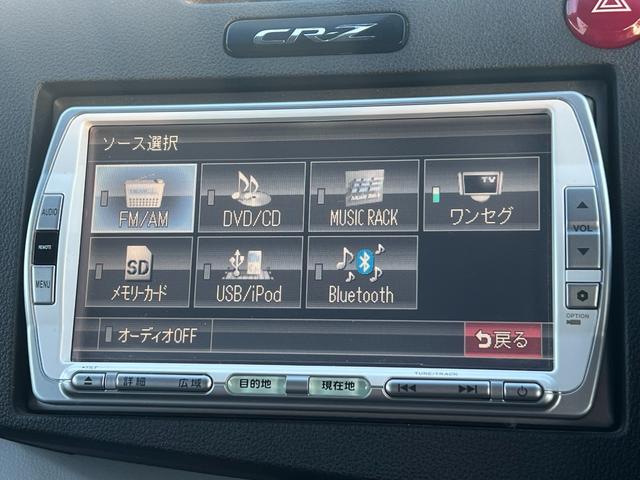 CR-Z
ソース選択
FM/AM
DVD/CD
MUSIC RACK
TV
ワンセグ
SD
メモリーカード
USB/iPod
Bluetooth
オーディオOFF
戻る
AUDIO
REMOTE
MENU
VOL
OPTION
TUNE/TRACK
詳細
広域
目的地
現在地